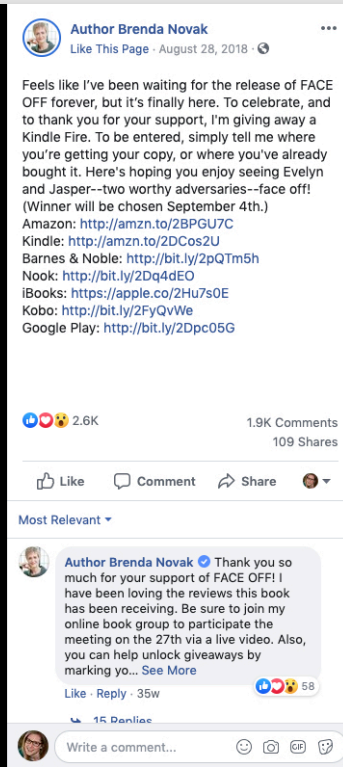 Author Brenda Novak
Like This Page · August 28, 2018 ·
Feels like I've been waiting for the release of FACE
OFF forever, but it's finally here. To celebrate, and
to thank you for your support, I'm giving away a
Kindle Fire. To be entered, simply tell me where
you're getting your copy, or where you've already
bought it. Here's hoping you enjoy seeing Evelyn
and Jasper--two worthy adversaries--face off!
(Winner will be chosen September 4th.)
Amazon: http://amzn.to/2BPGU7C
Kindle: http://amzn.to/2DCos2U
Barnes & Noble: http://bit.ly/2pQTm5h
Nook: http://bit.ly/2Dq4dEO
iBooks: https://apple.co/2Hu7s0E
Kobo: http://bit.ly/2FyQvWe
Google Play: http://bit.ly/2Dpc05G
2.6K
1.9K Comments
109 Shares
Like Comment Share
Most Relevant
Author Brenda Novak Thank you so
much for your support of FACE OFF! I
have been loving the reviews this book
has been receiving. Be sure to join my
online book group to participate the
meeting on the 27th via a live video. Also,
you can help unlock giveaways by
marking yo... See More
58
Like · Reply · 35w
15 Replies
Write a comment...
GIF